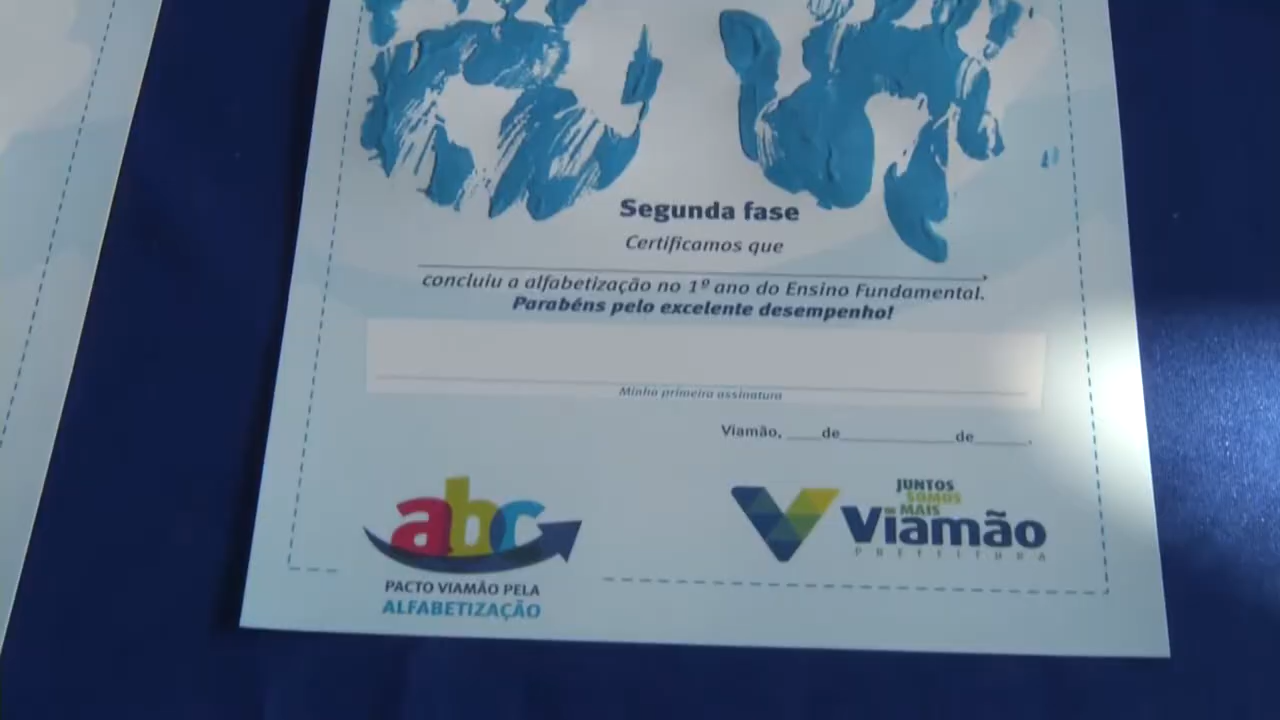 Segunda fase
Certificamos que
concluiu a alfabetização no 1º ano do Ensino Fundamental.
Parabéns pelo excelente desempenho!
Minha primeira assinatura
Viamão, ____de______________de______.
abc
PACTO VIAMÃO PELA
ALFABETIZAÇÃO
JUNTOS
SOMOS
MAIS
Viamão
PREFEITURA